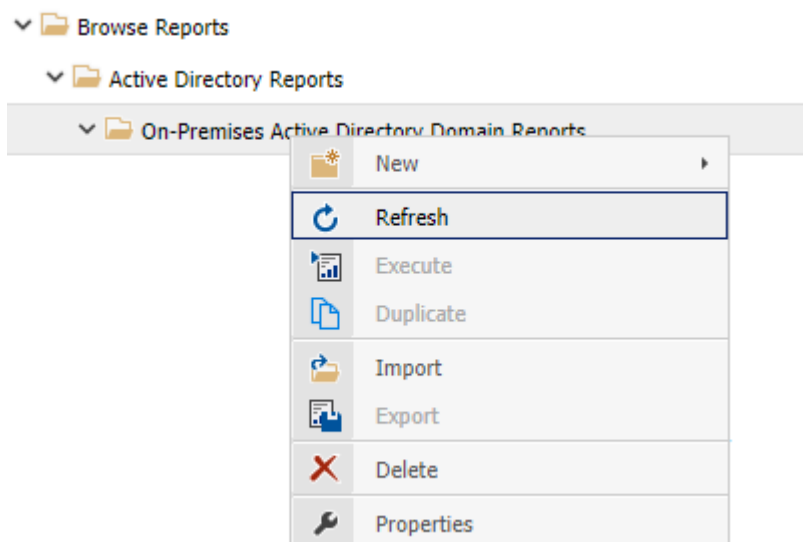 Browse Reports
Active Directory Reports
On-Premises Active Directory Domain Reports
New
Refresh
Execute
Duplicate
Import
Export
Delete
Properties